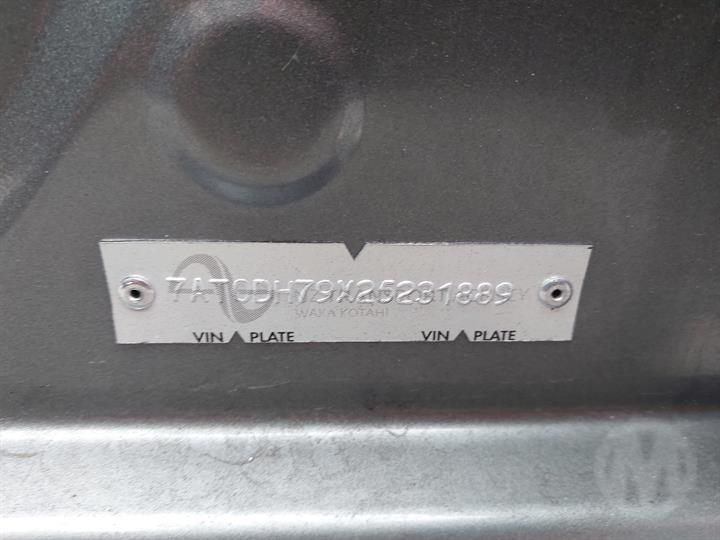 7AT0DH79X25231889
WAKA KOTAHI
VIN PLATE VIN PLATE
M